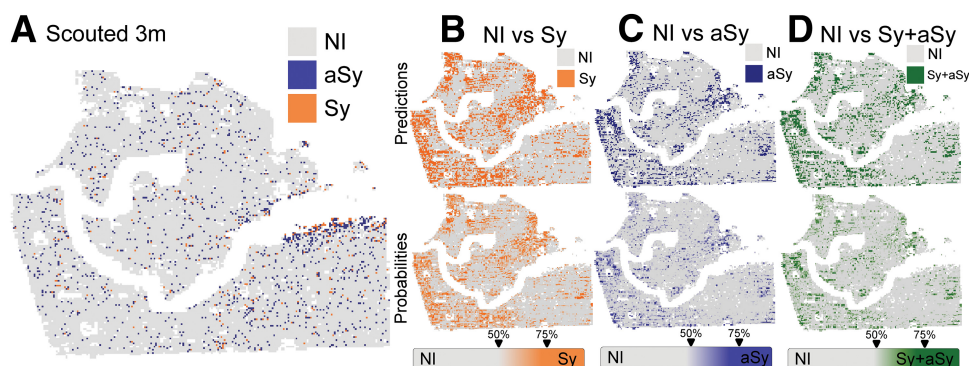 A Scouted 3m
NI
aSy
Sy
B NI vs Sy
NI
Sy
C NI vs aSy
NI
aSy
D NI vs Sy+aSy
NI
Sy+aSy
Predictions
Probabilities
50% 75%
NI Sy
50% 75%
NI aSy
50% 75%
NI Sy+aSy